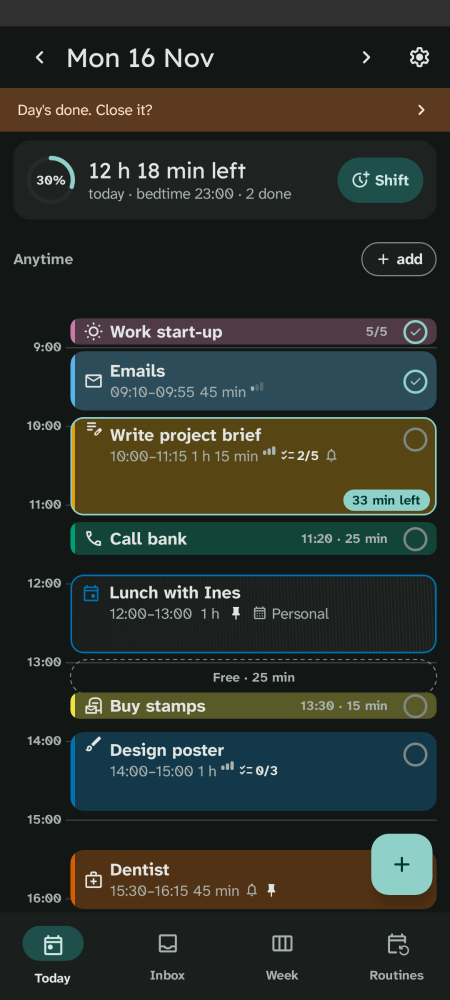 Mon 16 Nov
Day's done. Close it?
30%
12 h 18 min left
today · bedtime 23:00 · 2 done
Shift
Anytime
+ add
Work start-up 5/5
9:00
Emails
09:10–09:55 45 min
10:00
Write project brief
10:00–11:15 1 h 15 min 2/5
33 min left
11:00
Call bank 11:20 · 25 min
12:00
Lunch with Ines
12:00–13:00 1 h Personal
13:00
Free · 25 min
Buy stamps 13:30 · 15 min
14:00
Design poster
14:00–15:00 1 h 0/3
15:00
Dentist
15:30–16:15 45 min
16:00
Today
Inbox
Week
Routines